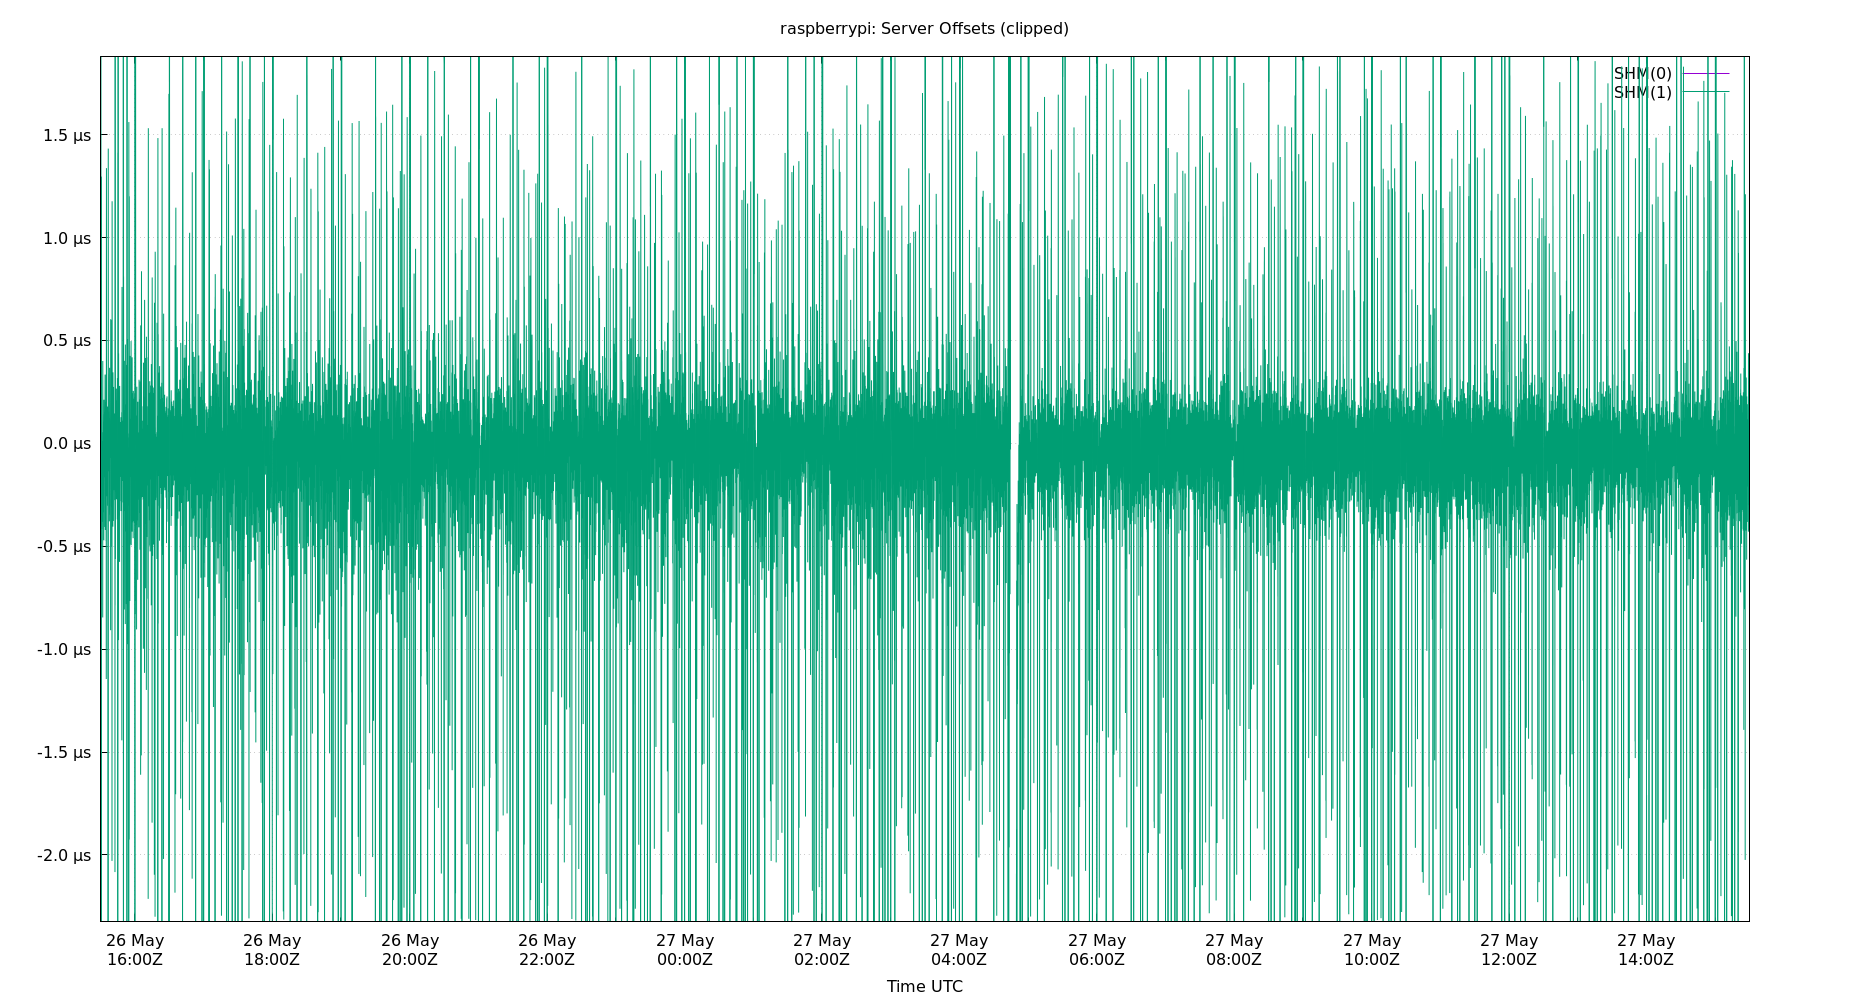 raspberrypi: Server Offsets (clipped)
SHM(0)
SHM(1)
1.5 µs
1.0 µs
0.5 µs
0.0 µs
-0.5 µs
-1.0 µs
-1.5 µs
-2.0 µs
26 May 26 May 26 May 26 May 27 May 27 May 27 May 27 May 27 May 27 May 27 May 27 May
16:00Z 18:00Z 20:00Z 22:00Z 00:00Z 02:00Z 04:00Z 06:00Z 08:00Z 10:00Z 12:00Z 14:00Z
Time UTC